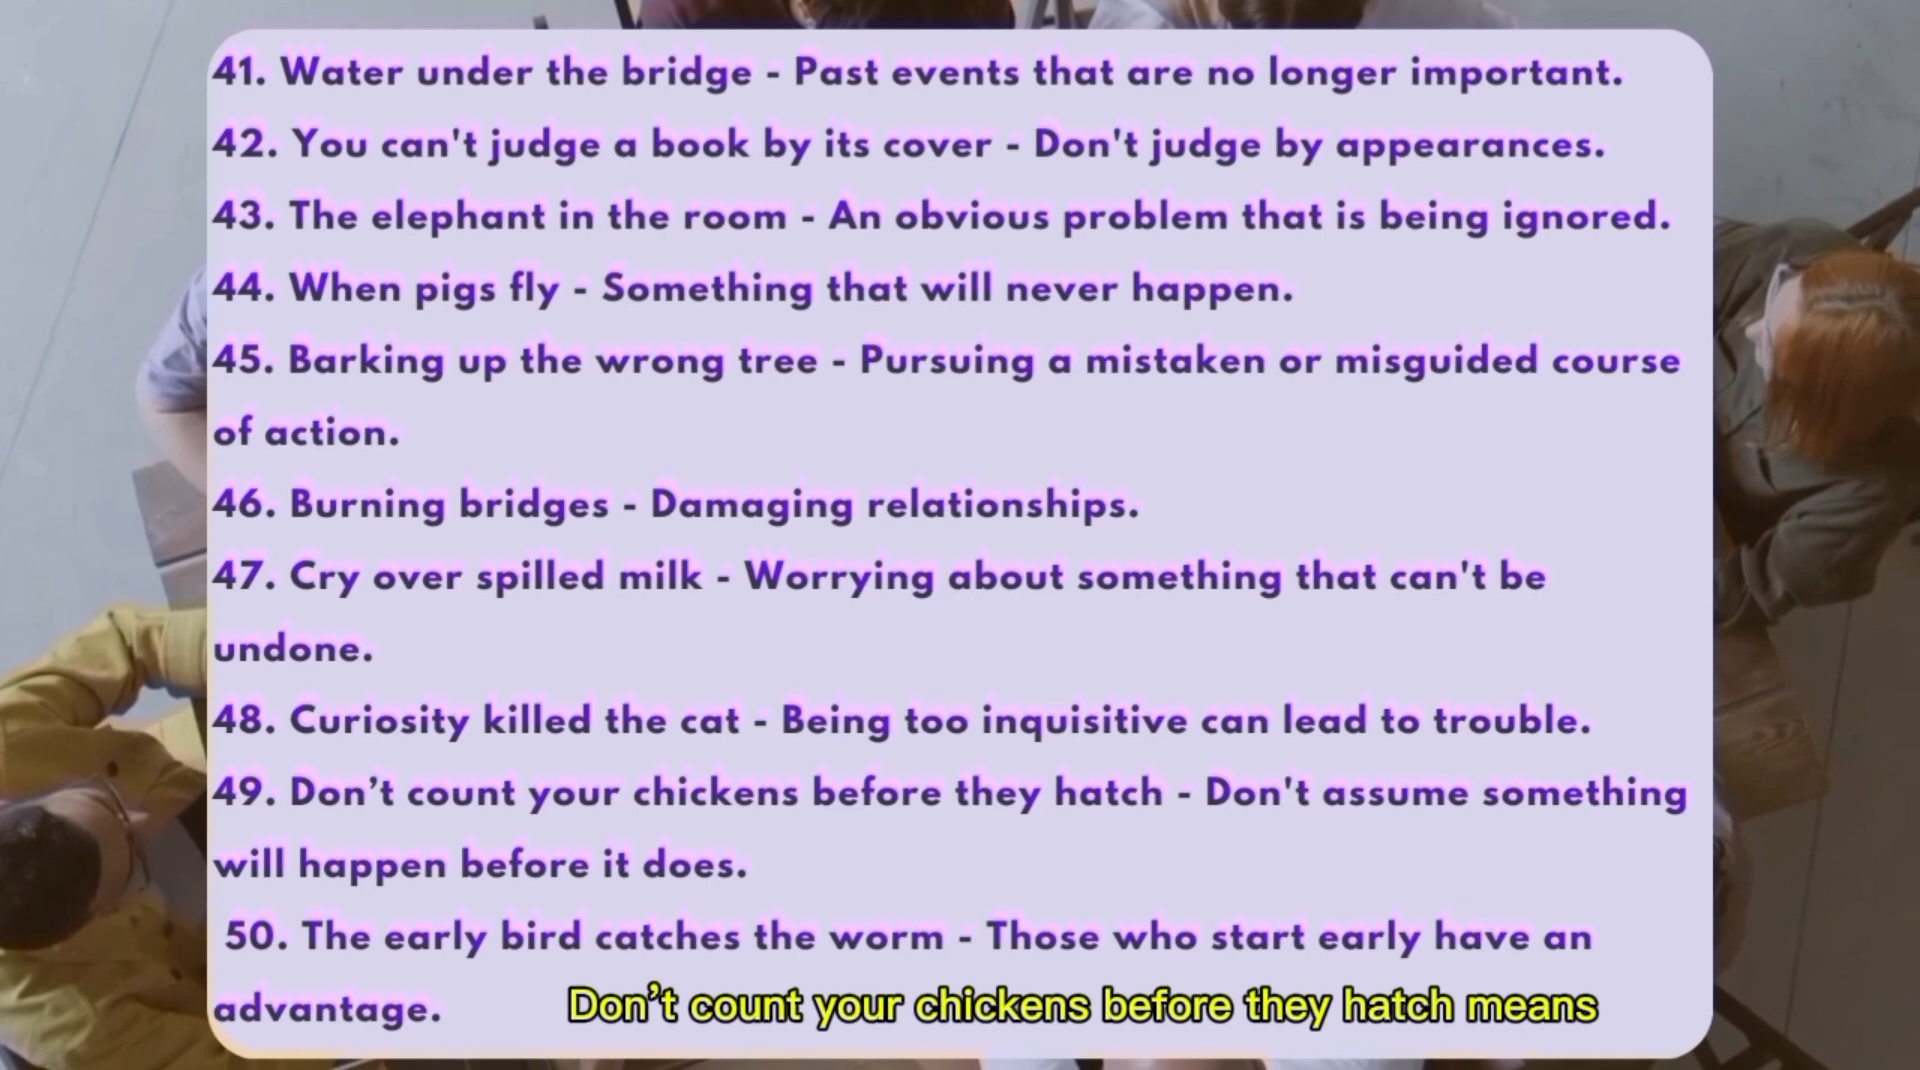 41. Water under the bridge - Past events that are no longer important.
42. You can't judge a book by its cover - Don't judge by appearances.
43. The elephant in the room - An obvious problem that is being ignored.
44. When pigs fly - Something that will never happen.
45. Barking up the wrong tree - Pursuing a mistaken or misguided course
of action.
46. Burning bridges - Damaging relationships.
47. Cry over spilled milk - Worrying about something that can't be
undone.
48. Curiosity killed the cat - Being too inquisitive can lead to trouble.
49. Don’t count your chickens before they hatch - Don't assume something
will happen before it does.
50. The early bird catches the worm - Those who start early have an
advantage.
Don’t count your chickens before they hatch means